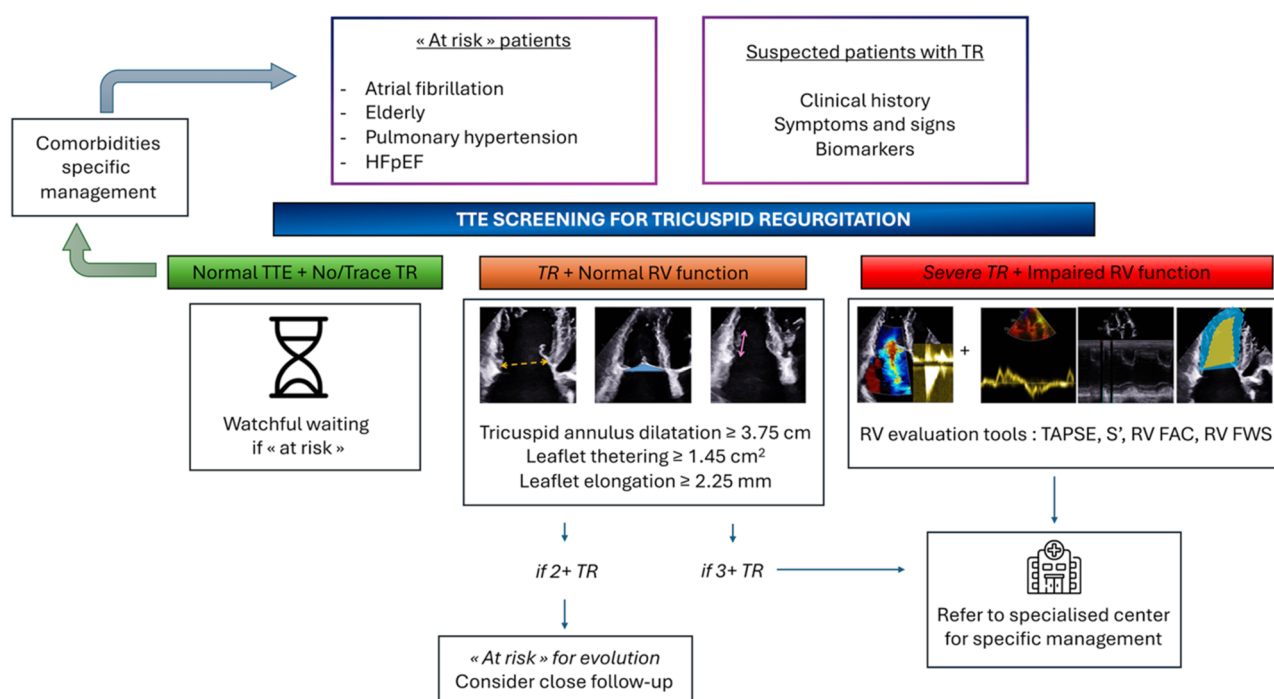 « At risk » patients
- Atrial fibrillation
- Elderly
- Pulmonary hypertension
- HFpEF
Suspected patients with TR
Clinical history
Symptoms and signs
Biomarkers
Comorbidities
specific
management
TTE SCREENING FOR TRICUSPID REGURGITATION
Normal TTE + No/Trace TR
TR + Normal RV function
Severe TR + Impaired RV function
Watchful waiting
if « at risk »
Tricuspid annulus dilatation ≥ 3.75 cm
Leaflet thetering ≥ 1.45 cm²
Leaflet elongation ≥ 2.25 mm
+
RV evaluation tools : TAPSE, S’, RV FAC, RV FWS
if 2+ TR
if 3+ TR
« At risk » for evolution
Consider close follow-up
Refer to specialised center
for specific management